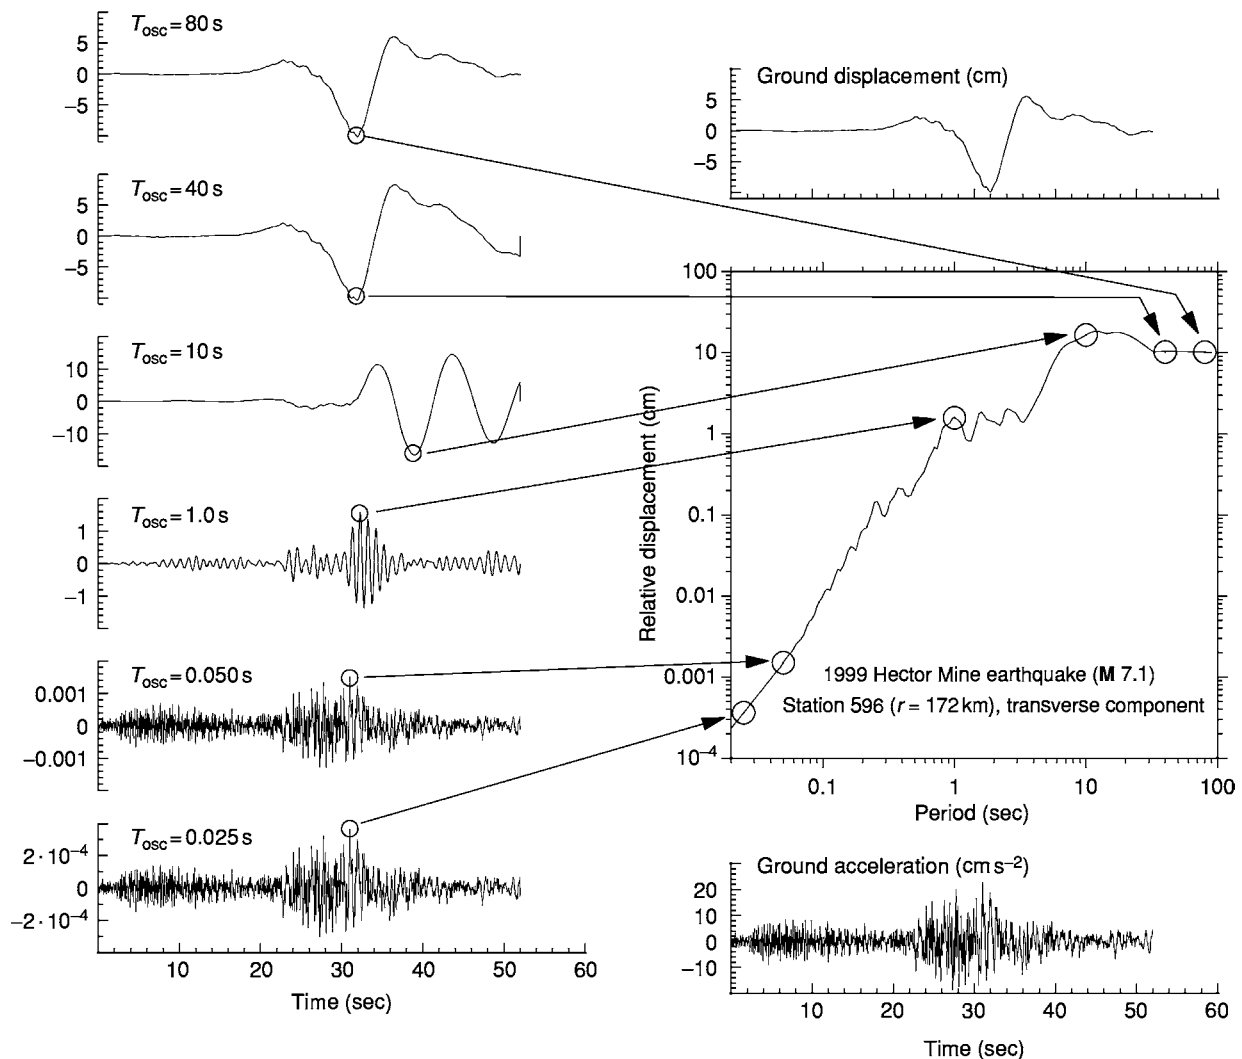 T_osc = 80 s
5
0
−5
T_osc = 40 s
5
0
−5
T_osc = 10 s
10
0
−10
T_osc = 1.0 s
1
0
−1
T_osc = 0.050 s
0.001
0
−0.001
T_osc = 0.025 s
2·10⁻⁴
0
−2·10⁻⁴
10 20 30 40 50 60
Time (sec)
Ground displacement (cm)
5
0
−5
100
10
1
0.1
0.01
0.001
10⁻⁴
Relative displacement (cm)
1999 Hector Mine earthquake (M 7.1)
Station 596 (r = 172 km), transverse component
0.1 1 10 100
Period (sec)
Ground acceleration (cm s⁻²)
20
10
0
−10
10 20 30 40 50 60
Time (sec)